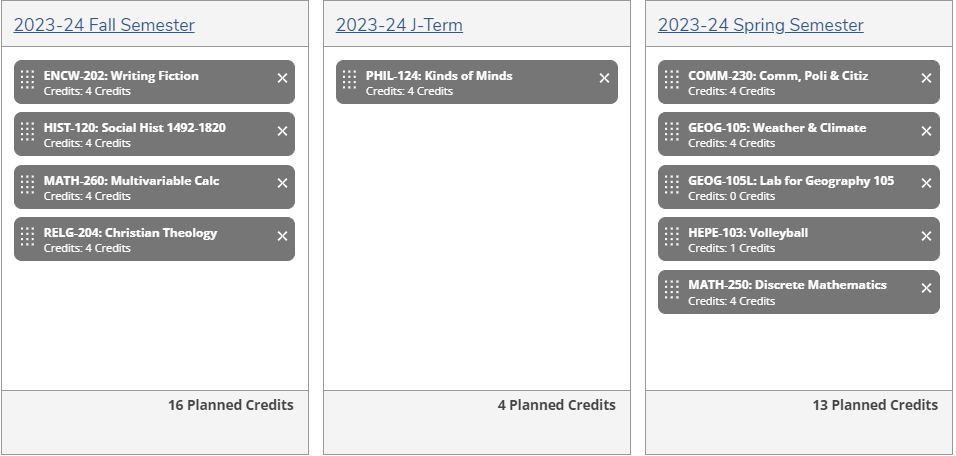 2023-24 Fall Semester
ENCW-202: Writing Fiction
Credits: 4 Credits
HIST-120: Social Hist 1492-1820
Credits: 4 Credits
MATH-260: Multivariable Calc
Credits: 4 Credits
RELG-204: Christian Theology
Credits: 4 Credits
16 Planned Credits
2023-24 J-Term
PHIL-124: Kinds of Minds
Credits: 4 Credits
4 Planned Credits
2023-24 Spring Semester
COMM-230: Comm, Poli & Citiz
Credits: 4 Credits
GEOG-105: Weather & Climate
Credits: 4 Credits
GEOG-105L: Lab for Geography 105
Credits: 0 Credits
HEPE-103: Volleyball
Credits: 1 Credits
MATH-250: Discrete Mathematics
Credits: 4 Credits
13 Planned Credits